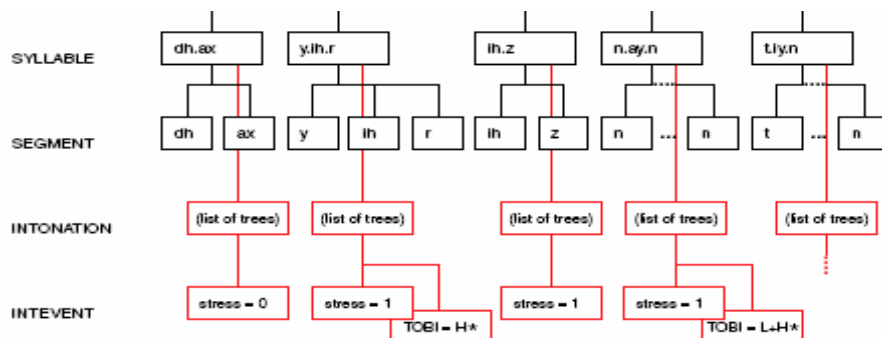 SYLLABLE dh.ax y.ih.r ih.z n.ay.n t.iy.n
SEGMENT dh ax y ih r ih z n ... n t ... n
INTONATION (list of trees) (list of trees) (list of trees) (list of trees) (list of trees)
INTEVENT stress = 0 stress = 1 stress = 1 stress = 1
TOBI = H* TOBI = L+H*